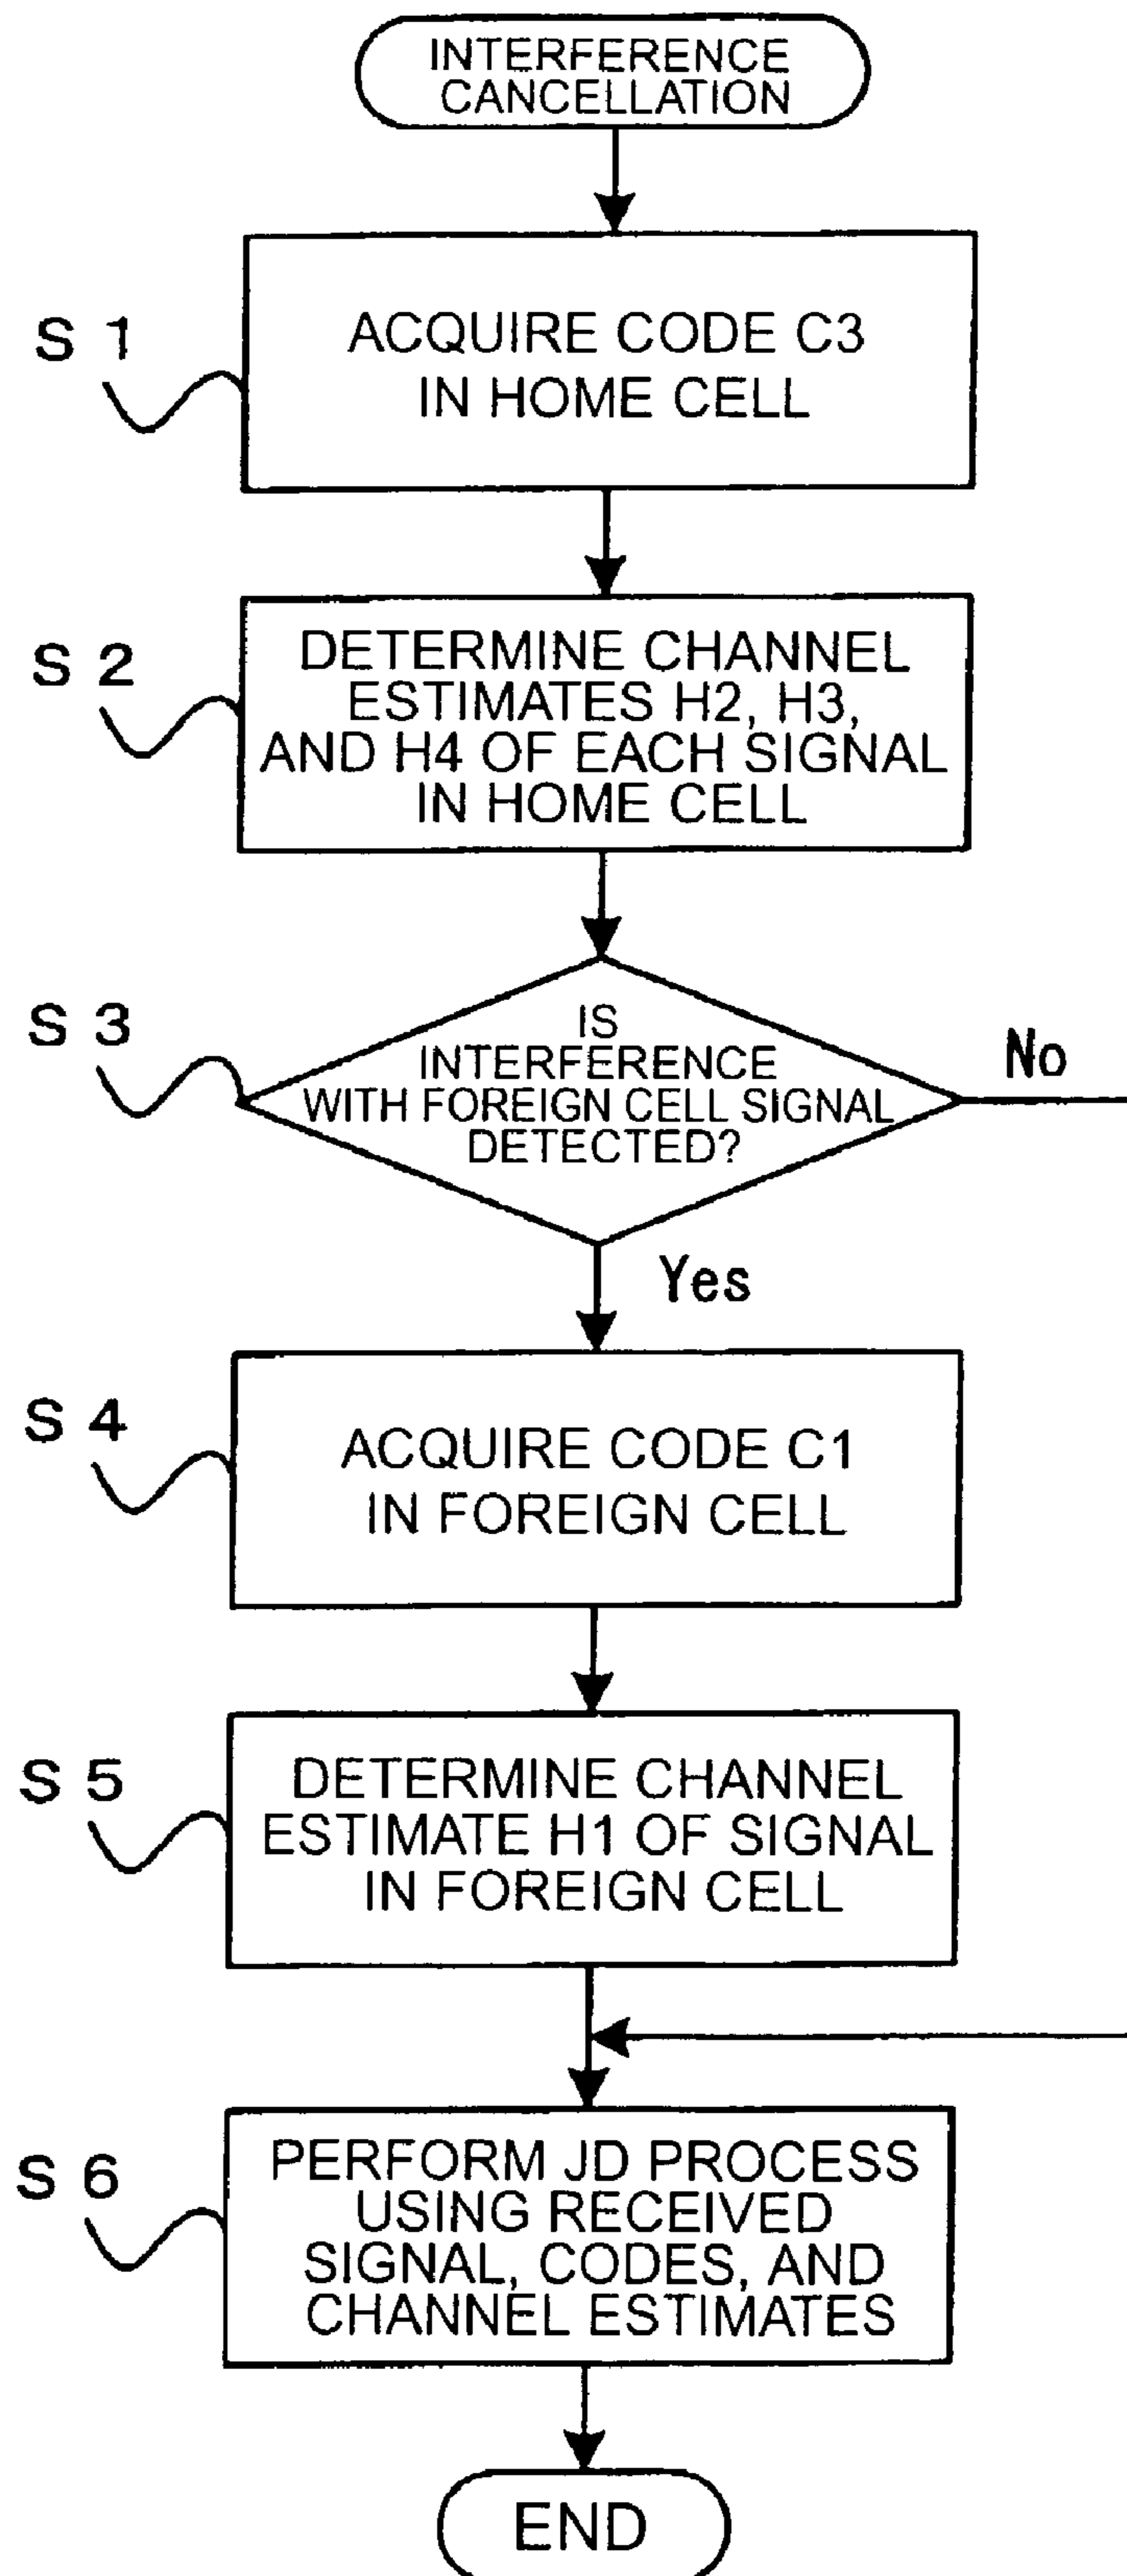 INTERFERENCE
CANCELLATION
S 1
ACQUIRE CODE C3
IN HOME CELL
S 2
DETERMINE CHANNEL
ESTIMATES H2, H3,
AND H4 OF EACH SIGNAL
IN HOME CELL
S 3
IS
INTERFERENCE
WITH FOREIGN CELL SIGNAL
DETECTED?
No
Yes
S 4
ACQUIRE CODE C1
IN FOREIGN CELL
S 5
DETERMINE CHANNEL
ESTIMATE H1 OF SIGNAL
IN FOREIGN CELL
S 6
PERFORM JD PROCESS
USING RECEIVED
SIGNAL, CODES, AND
CHANNEL ESTIMATES
END